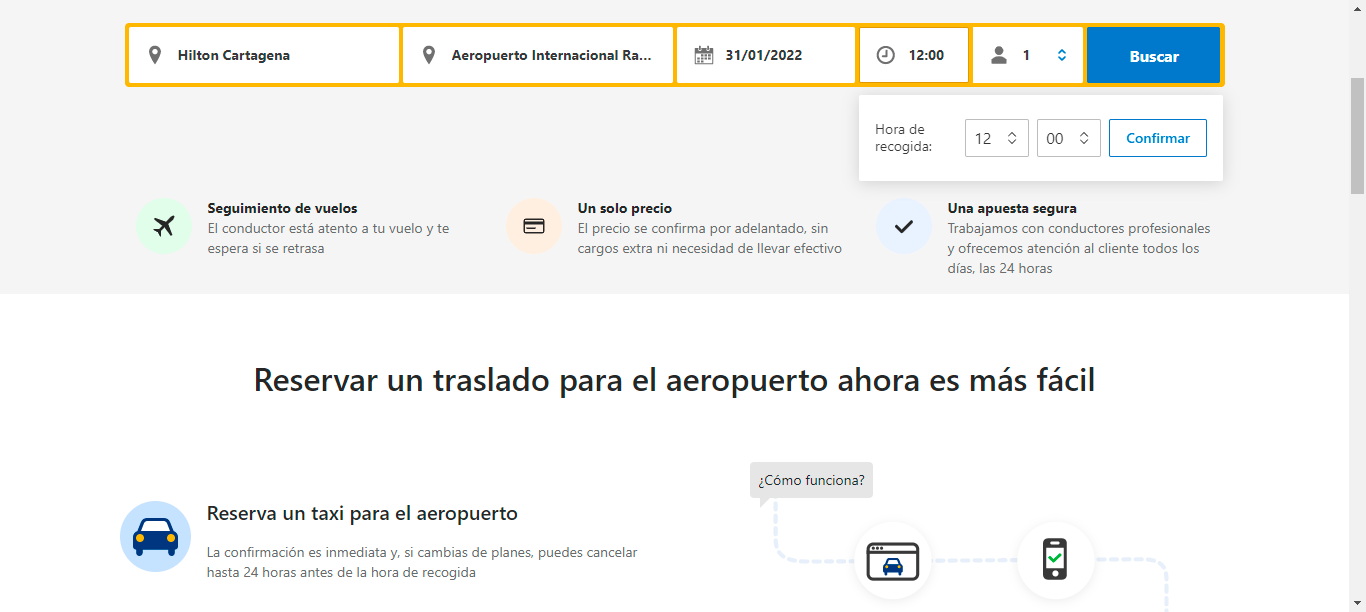 Hilton Cartagena
Aeropuerto Internacional Ra...
31/01/2022
12:00
1
Buscar
Hora de
recogida:
12
00
Confirmar
Seguimiento de vuelos
El conductor está atento a tu vuelo y te
espera si se retrasa
Un solo precio
El precio se confirma por adelantado, sin
cargos extra ni necesidad de llevar efectivo
Una apuesta segura
Trabajamos con conductores profesionales
y ofrecemos atención al cliente todos los
días, las 24 horas
Reservar un traslado para el aeropuerto ahora es más fácil
Reserva un taxi para el aeropuerto
La confirmación es inmediata y, si cambias de planes, puedes cancelar
hasta 24 horas antes de la hora de recogida
¿Cómo funciona?